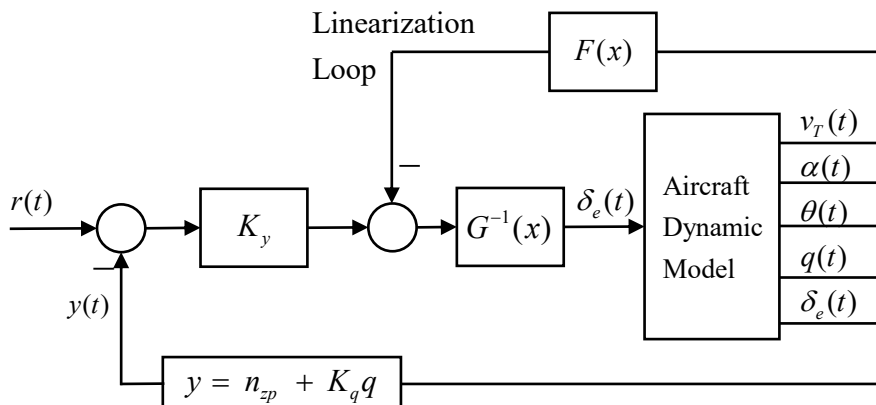 Linearization
Loop
F(x)
−
r(t)
K_y
G⁻¹(x)
δ_e(t)
Aircraft
Dynamic
Model
v_T(t)
α(t)
θ(t)
q(t)
δ_e(t)
−
y(t)
y = n_zp + K_q q